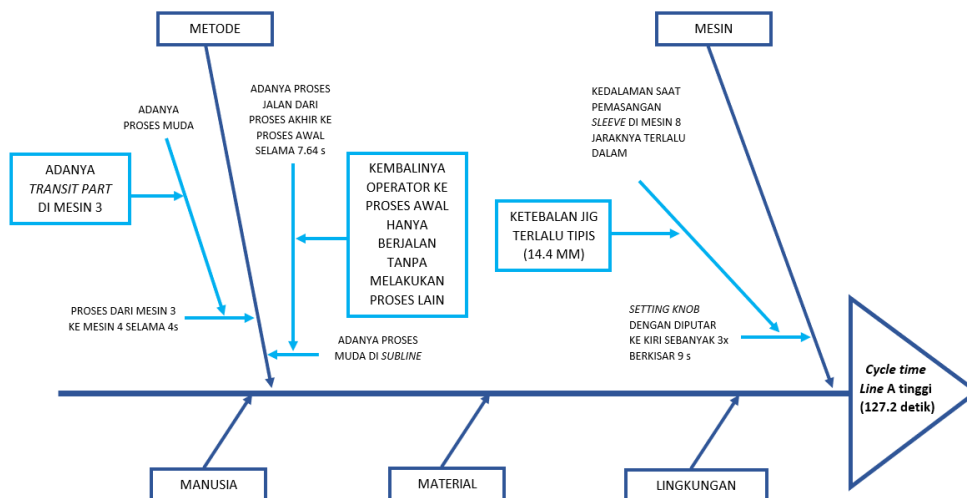 METODE
MESIN
ADANYA
PROSES MUDA
ADANYA PROSES
JALAN DARI
PROSES AKHIR KE
PROSES AWAL
SELAMA 7.64 s
ADANYA
TRANSIT PART
DI MESIN 3
KEMBALINYA
OPERATOR KE
PROSES AWAL
HANYA
BERJALAN
TANPA
MELAKUKAN
PROSES LAIN
PROSES DARI MESIN 3
KE MESIN 4 SELAMA 4s
ADANYA PROSES
MUDA DI SUBLINE
KEDALAMAN SAAT
PEMASANGAN
SLEEVE DI MESIN 8
JARAKNYA TERLALU
DALAM
KETEBALAN JIG
TERLALU TIPIS
(14.4 MM)
SETTING KNOB
DENGAN DIPUTAR
KE KIRI SEBANYAK 3x
BERKISAR 9 s
Cycle time
Line A tinggi
(127.2 detik)
MANUSIA
MATERIAL
LINGKUNGAN